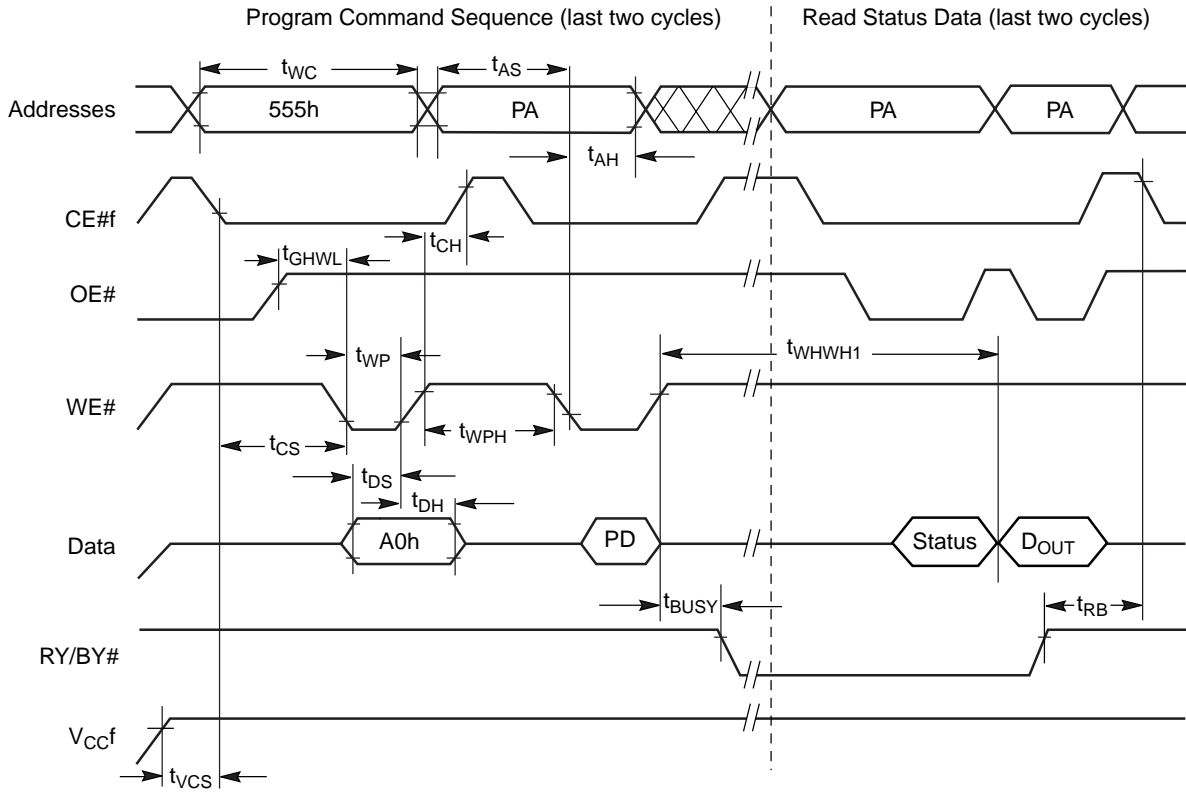 Program Command Sequence (last two cycles) Read Status Data (last two cycles)
tWC tAS
Addresses 555h PA PA PA
tAH
CE#f
tCH
tGHWL
OE#
tWP tWHWH1
WE#
tCS tWPH
tDS
tDH
Data A0h PD Status DOUT
tBUSY tRB
RY/BY#
VCCf
tVCS